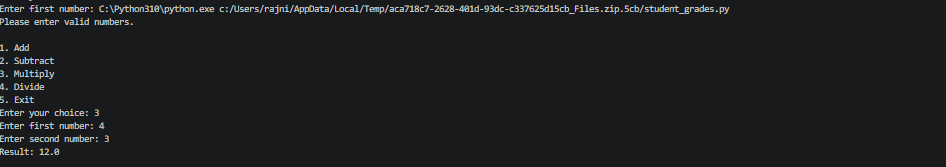 Enter first number: C:\Python310\python.exe c:/Users/rajni/AppData/Local/Temp/aca718c7-2628-401d-93dc-c337625d15cb_Files.zip.5cb/student_grades.py
Please enter valid numbers.
1. Add
2. Subtract
3. Multiply
4. Divide
5. Exit
Enter your choice: 3
Enter first number: 4
Enter second number: 3
Result: 12.0